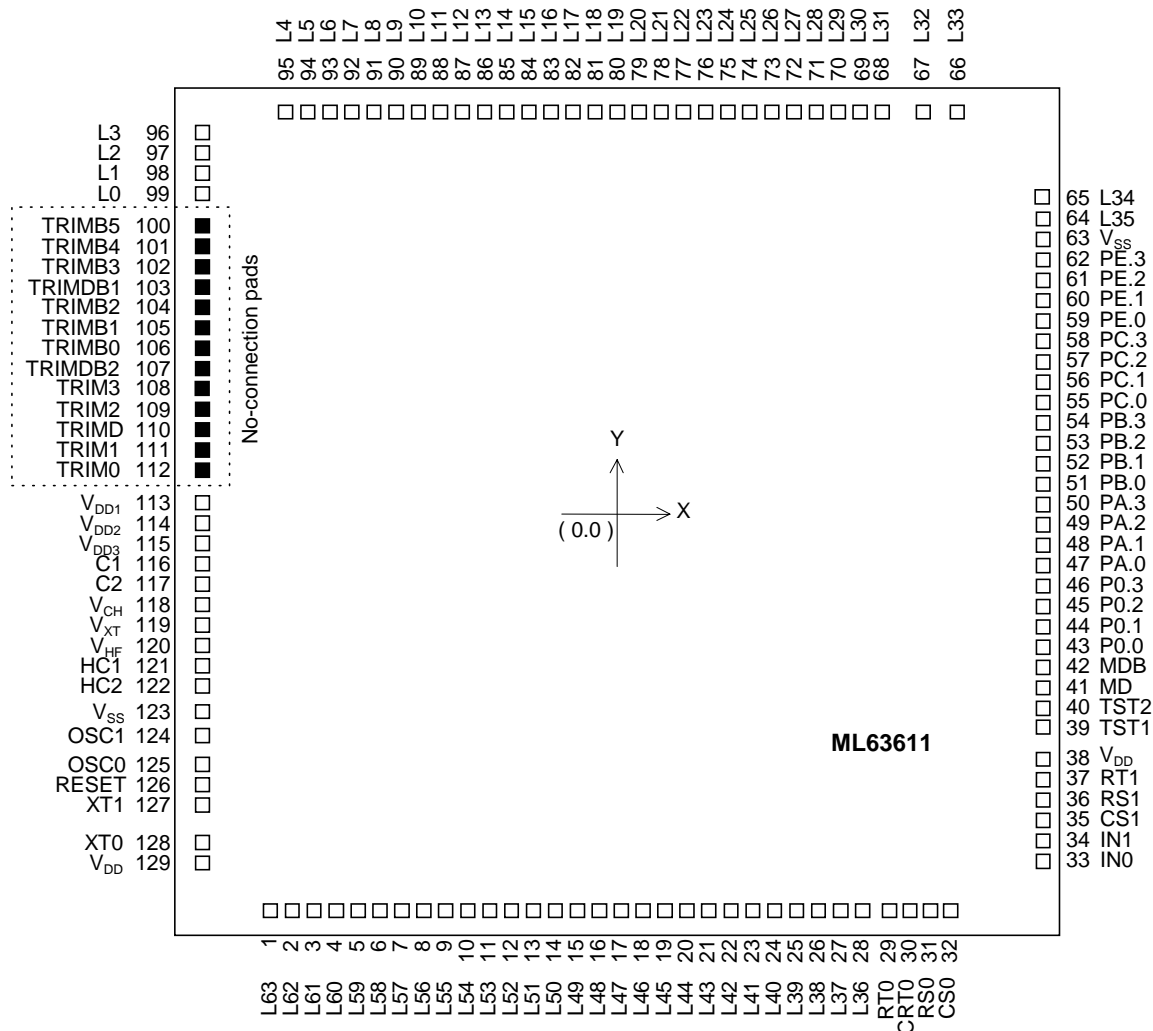 95 L4
94 L5
93 L6
92 L7
91 L8
90 L9
89 L10
88 L11
87 L12
86 L13
85 L14
84 L15
83 L16
82 L17
81 L18
80 L19
79 L20
78 L21
77 L22
76 L23
75 L24
74 L25
73 L26
72 L27
71 L28
70 L29
69 L30
68 L31
67 L32
66 L33
L3 96
L2 97
L1 98
L0 99
TRIMB5 100
TRIMB4 101
TRIMB3 102
TRIMDB1 103
TRIMB2 104
TRIMB1 105
TRIMB0 106
TRIMDB2 107
TRIM3 108
TRIM2 109
TRIMD 110
TRIM1 111
TRIM0 112
No-connection pads
VDD1 113
VDD2 114
VDD3 115
C1 116
C2 117
VCH 118
VXT 119
VHF 120
HC1 121
HC2 122
VSS 123
OSC1 124
OSC0 125
RESET 126
XT1 127
XT0 128
VDD 129
Y
X
( 0.0 )
ML63611
65 L34
64 L35
63 VSS
62 PE.3
61 PE.2
60 PE.1
59 PE.0
58 PC.3
57 PC.2
56 PC.1
55 PC.0
54 PB.3
53 PB.2
52 PB.1
51 PB.0
50 PA.3
49 PA.2
48 PA.1
47 PA.0
46 P0.3
45 P0.2
44 P0.1
43 P0.0
42 MDB
41 MD
40 TST2
39 TST1
38 VDD
37 RT1
36 RS1
35 CS1
34 IN1
33 IN0
L63 1
L62 2
L61 3
L60 4
L59 5
L58 6
L57 7
L56 8
L55 9
L54 10
L53 11
L52 12
L51 13
L50 14
L49 15
L48 16
L47 17
L46 18
L45 19
L44 20
L43 21
L42 22
L41 23
L40 24
L39 25
L38 26
L37 27
L36 28
RT0 29
CRT0 30
RS0 31
CS0 32